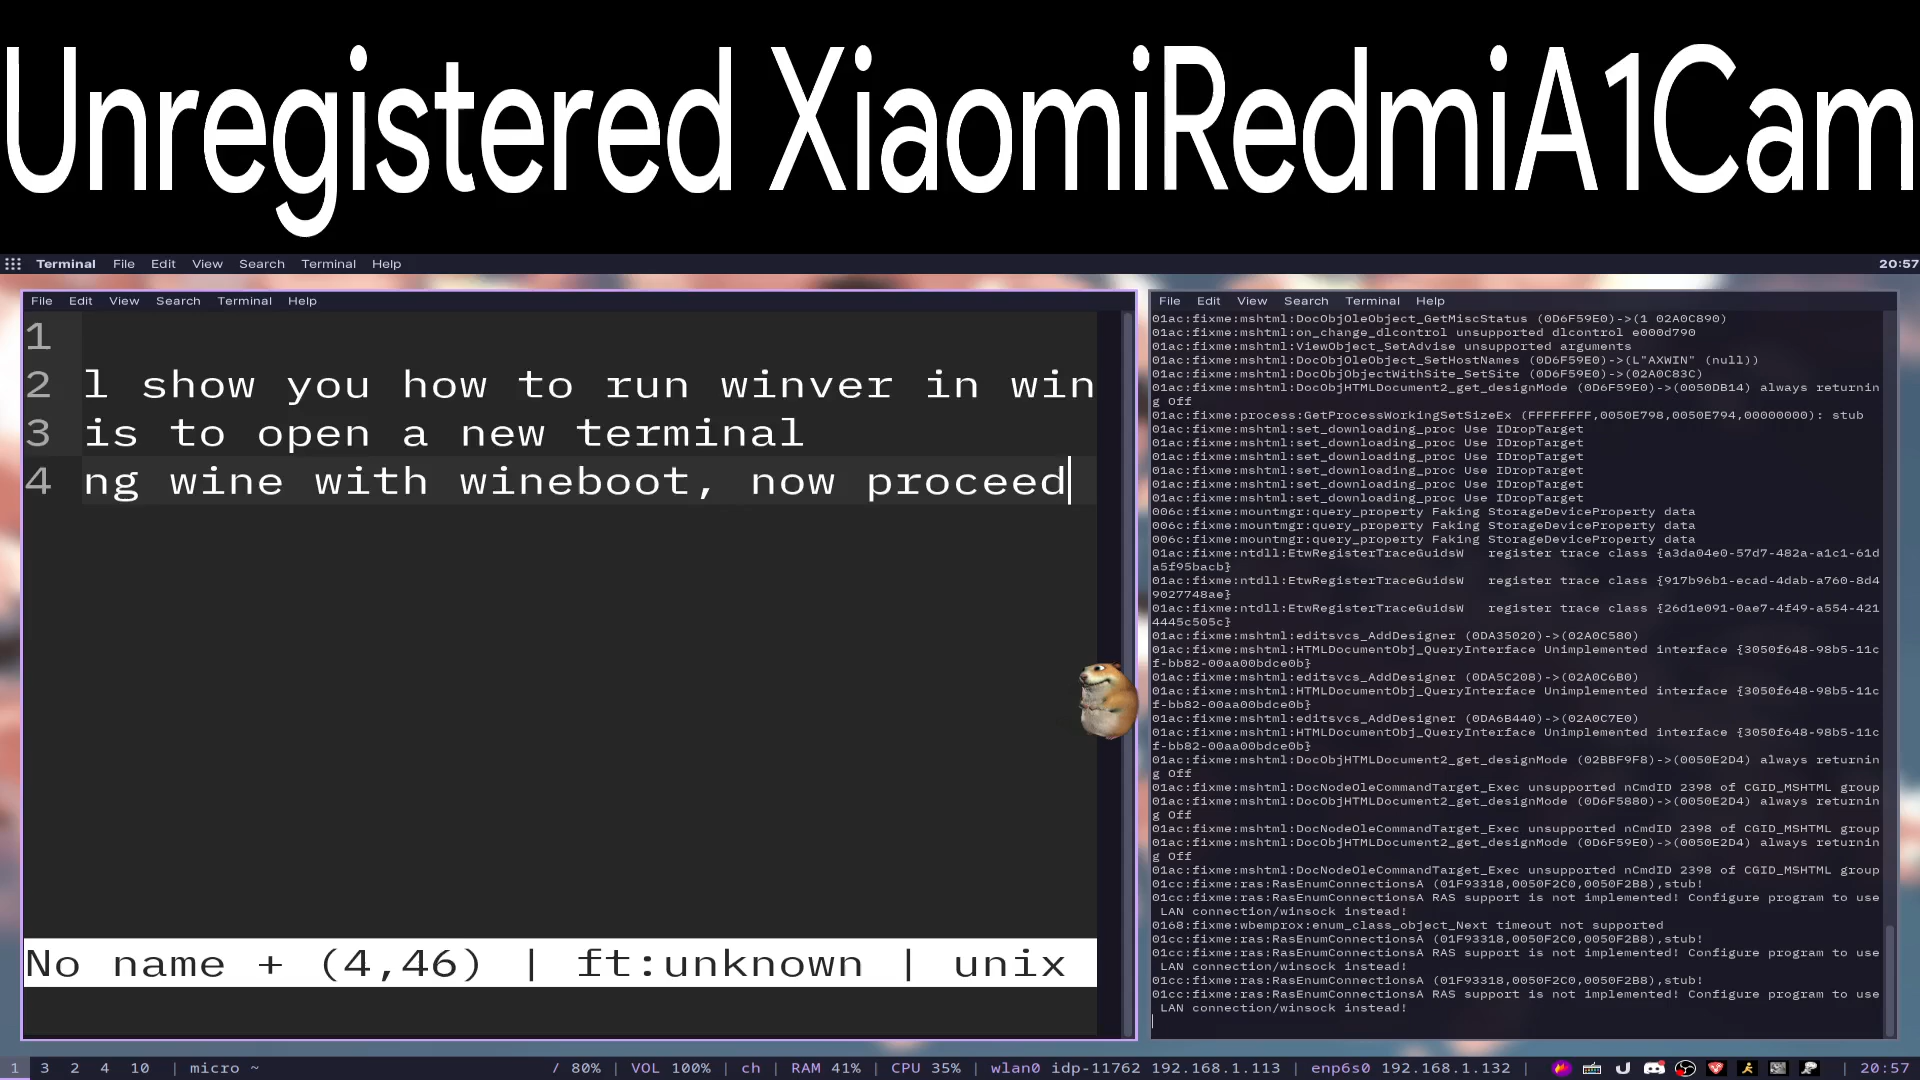 Unregistered XiaomiRedmiA1Cam
Terminal File Edit View Search Terminal Help 20:57
File Edit View Search Terminal Help
1
2 l show you how to run winver in win
3 is to open a new terminal
4 ng wine with wineboot, now proceed
No name + (4,46) | ft:unknown | unix
File Edit View Search Terminal Help
01ac:fixme:mshtml:DocObjOleObject_GetMiscStatus (0D6F59E0)->(1 02A0C890)
01ac:fixme:mshtml:on_change_dlcontrol unsupported dlcontrol e000d790
01ac:fixme:mshtml:ViewObject_SetAdvise unsupported arguments
01ac:fixme:mshtml:DocObjOleObject_SetHostNames (0D6F59E0)->(L"AXWIN" (null))
01ac:fixme:mshtml:DocObjObjectWithSite_SetSite (0D6F59E0)->(02A0C83C)
01ac:fixme:mshtml:DocObjHTMLDocument2_get_designMode (0D6F59E0)->(0050DB14) always returnin
g Off
01ac:fixme:process:GetProcessWorkingSetSizeEx (FFFFFFFF,0050E798,0050E794,00000000): stub
01ac:fixme:mshtml:set_downloading_proc Use IDropTarget
01ac:fixme:mshtml:set_downloading_proc Use IDropTarget
01ac:fixme:mshtml:set_downloading_proc Use IDropTarget
01ac:fixme:mshtml:set_downloading_proc Use IDropTarget
01ac:fixme:mshtml:set_downloading_proc Use IDropTarget
01ac:fixme:mshtml:set_downloading_proc Use IDropTarget
006c:fixme:mountmgr:query_property Faking StorageDeviceProperty data
006c:fixme:mountmgr:query_property Faking StorageDeviceProperty data
006c:fixme:mountmgr:query_property Faking StorageDeviceProperty data
01ac:fixme:ntdll:EtwRegisterTraceGuidsW   register trace class {a3da04e0-57d7-482a-a1c1-61d
a5f95bacb}
01ac:fixme:ntdll:EtwRegisterTraceGuidsW   register trace class {917b96b1-ecad-4dab-a760-8d4
9027748ae}
01ac:fixme:ntdll:EtwRegisterTraceGuidsW   register trace class {26d1e091-0ae7-4f49-a554-421
4445c505c}
01ac:fixme:mshtml:editsvcs_AddDesigner (0DA35020)->(02A0C580)
01ac:fixme:mshtml:HTMLDocumentObj_QueryInterface Unimplemented interface {3050f648-98b5-11c
f-bb82-00aa00bdce0b}
01ac:fixme:mshtml:editsvcs_AddDesigner (0DA5C208)->(02A0C6B0)
01ac:fixme:mshtml:HTMLDocumentObj_QueryInterface Unimplemented interface {3050f648-98b5-11c
f-bb82-00aa00bdce0b}
01ac:fixme:mshtml:editsvcs_AddDesigner (0DA6B440)->(02A0C7E0)
01ac:fixme:mshtml:HTMLDocumentObj_QueryInterface Unimplemented interface {3050f648-98b5-11c
f-bb82-00aa00bdce0b}
01ac:fixme:mshtml:DocObjHTMLDocument2_get_designMode (02BBF9F8)->(0050E2D4) always returnin
g Off
01ac:fixme:mshtml:DocNodeOleCommandTarget_Exec unsupported nCmdID 2398 of CGID_MSHTML group
01ac:fixme:mshtml:DocObjHTMLDocument2_get_designMode (0D6F5880)->(0050E2D4) always returnin
g Off
01ac:fixme:mshtml:DocNodeOleCommandTarget_Exec unsupported nCmdID 2398 of CGID_MSHTML group
01ac:fixme:mshtml:DocObjHTMLDocument2_get_designMode (0D6F59E0)->(0050E2D4) always returnin
g Off
01ac:fixme:mshtml:DocNodeOleCommandTarget_Exec unsupported nCmdID 2398 of CGID_MSHTML group
01cc:fixme:ras:RasEnumConnectionsA (01F93318,0050F2C0,0050F2B8),stub!
01cc:fixme:ras:RasEnumConnectionsA RAS support is not implemented! Configure program to use
LAN connection/winsock instead!
0168:fixme:wbemprox:enum_class_object_Next timeout not supported
01cc:fixme:ras:RasEnumConnectionsA (01F93318,0050F2C0,0050F2B8),stub!
01cc:fixme:ras:RasEnumConnectionsA RAS support is not implemented! Configure program to use
LAN connection/winsock instead!
01cc:fixme:ras:RasEnumConnectionsA (01F93318,0050F2C0,0050F2B8),stub!
01cc:fixme:ras:RasEnumConnectionsA RAS support is not implemented! Configure program to use
LAN connection/winsock instead!
1 3 2 4 10 | micro ~ / 80% | VOL 100% | ch | RAM 41% | CPU 35% | wlan0 idp-11762 192.168.1.113 | enp6s0 192.168.1.132 | 20:57